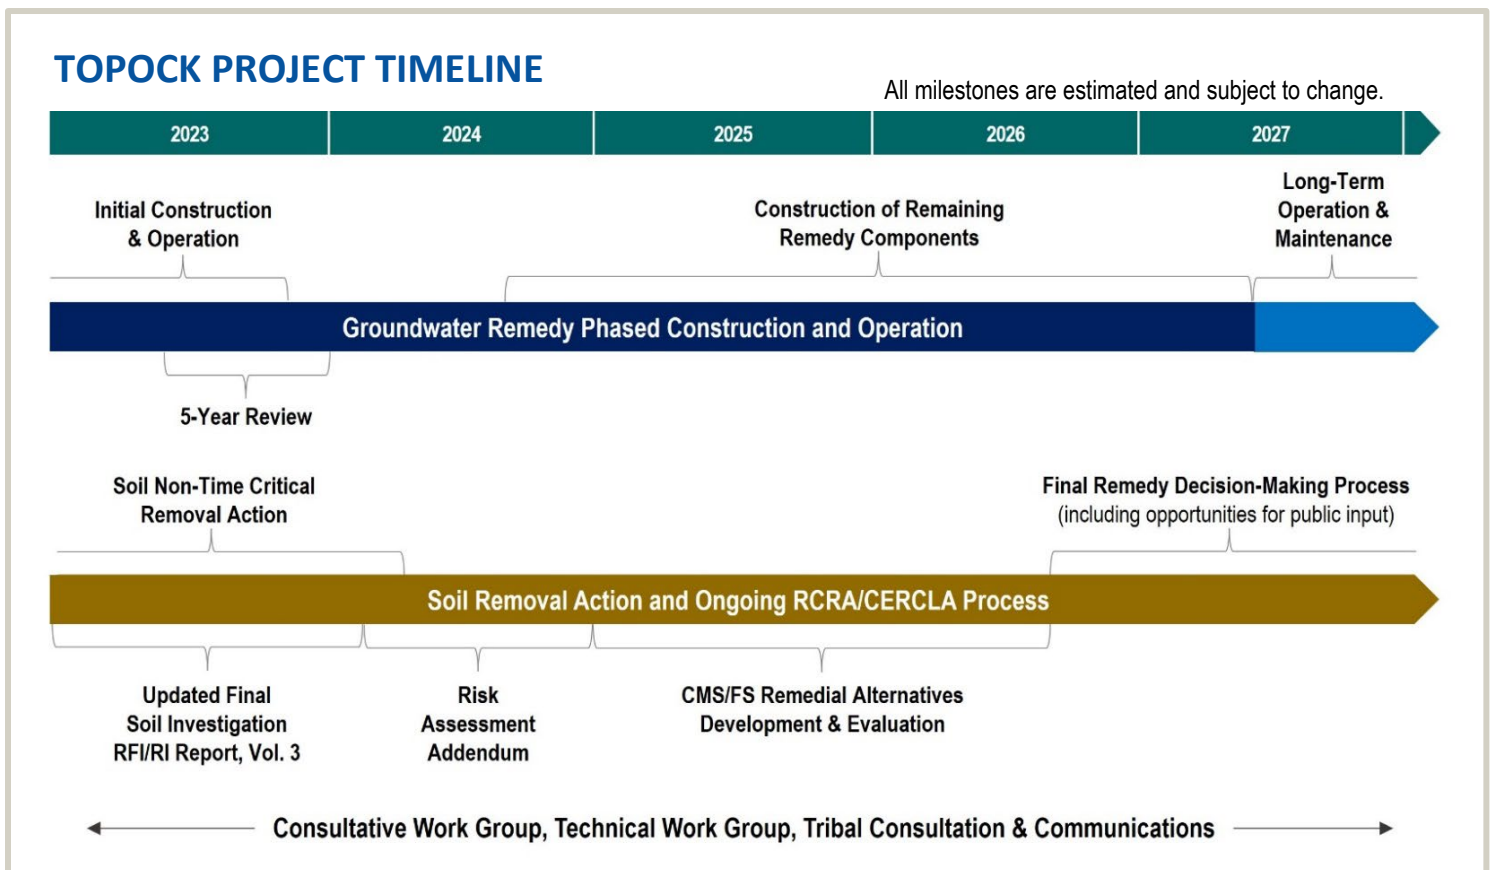 TOPOCK PROJECT TIMELINE
All milestones are estimated and subject to change.
2023
2024
2025
2026
2027
Initial Construction
& Operation
Construction of Remaining
Remedy Components
Long-Term
Operation &
Maintenance
Groundwater Remedy Phased Construction and Operation
5-Year Review
Soil Non-Time Critical
Removal Action
Final Remedy Decision-Making Process
(including opportunities for public input)
Soil Removal Action and Ongoing RCRA/CERCLA Process
Updated Final
Soil Investigation
RFI/RI Report, Vol. 3
Risk
Assessment
Addendum
CMS/FS Remedial Alternatives
Development & Evaluation
Consultative Work Group, Technical Work Group, Tribal Consultation & Communications